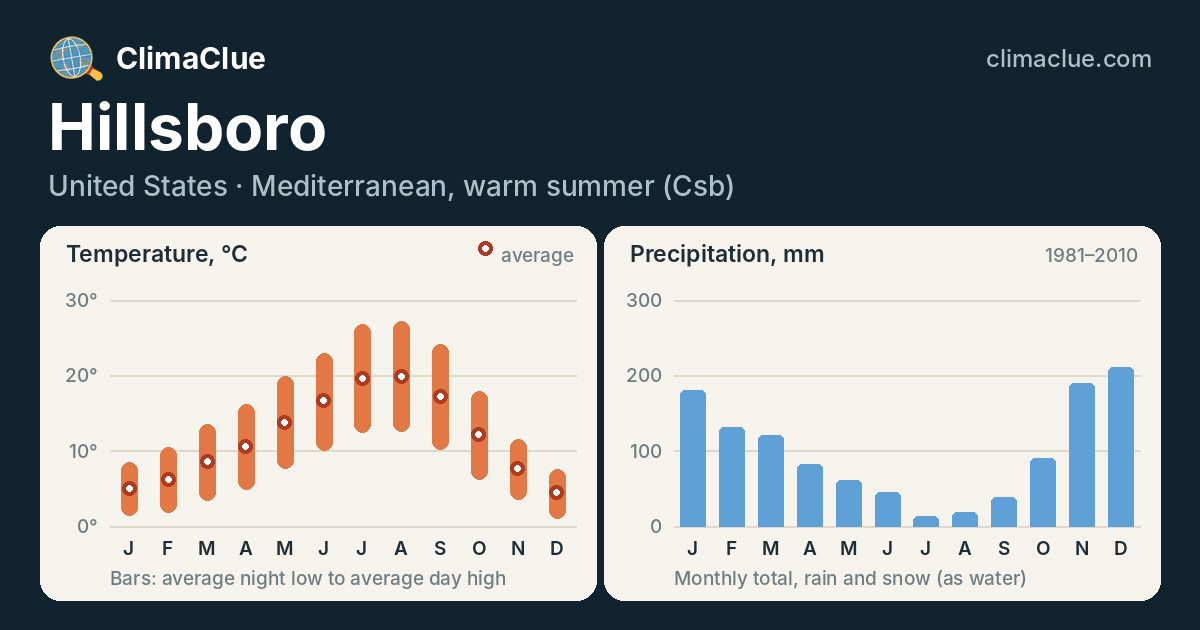 ClimaClue
climaclue.com
Hillsboro
United States · Mediterranean, warm summer (Csb)
Temperature, °C
average
30°
20°
10°
0°
J F M A M J J A S O N D
Bars: average night low to average day high
Precipitation, mm
1981–2010
300
200
100
0
J F M A M J J A S O N D
Monthly total, rain and snow (as water)